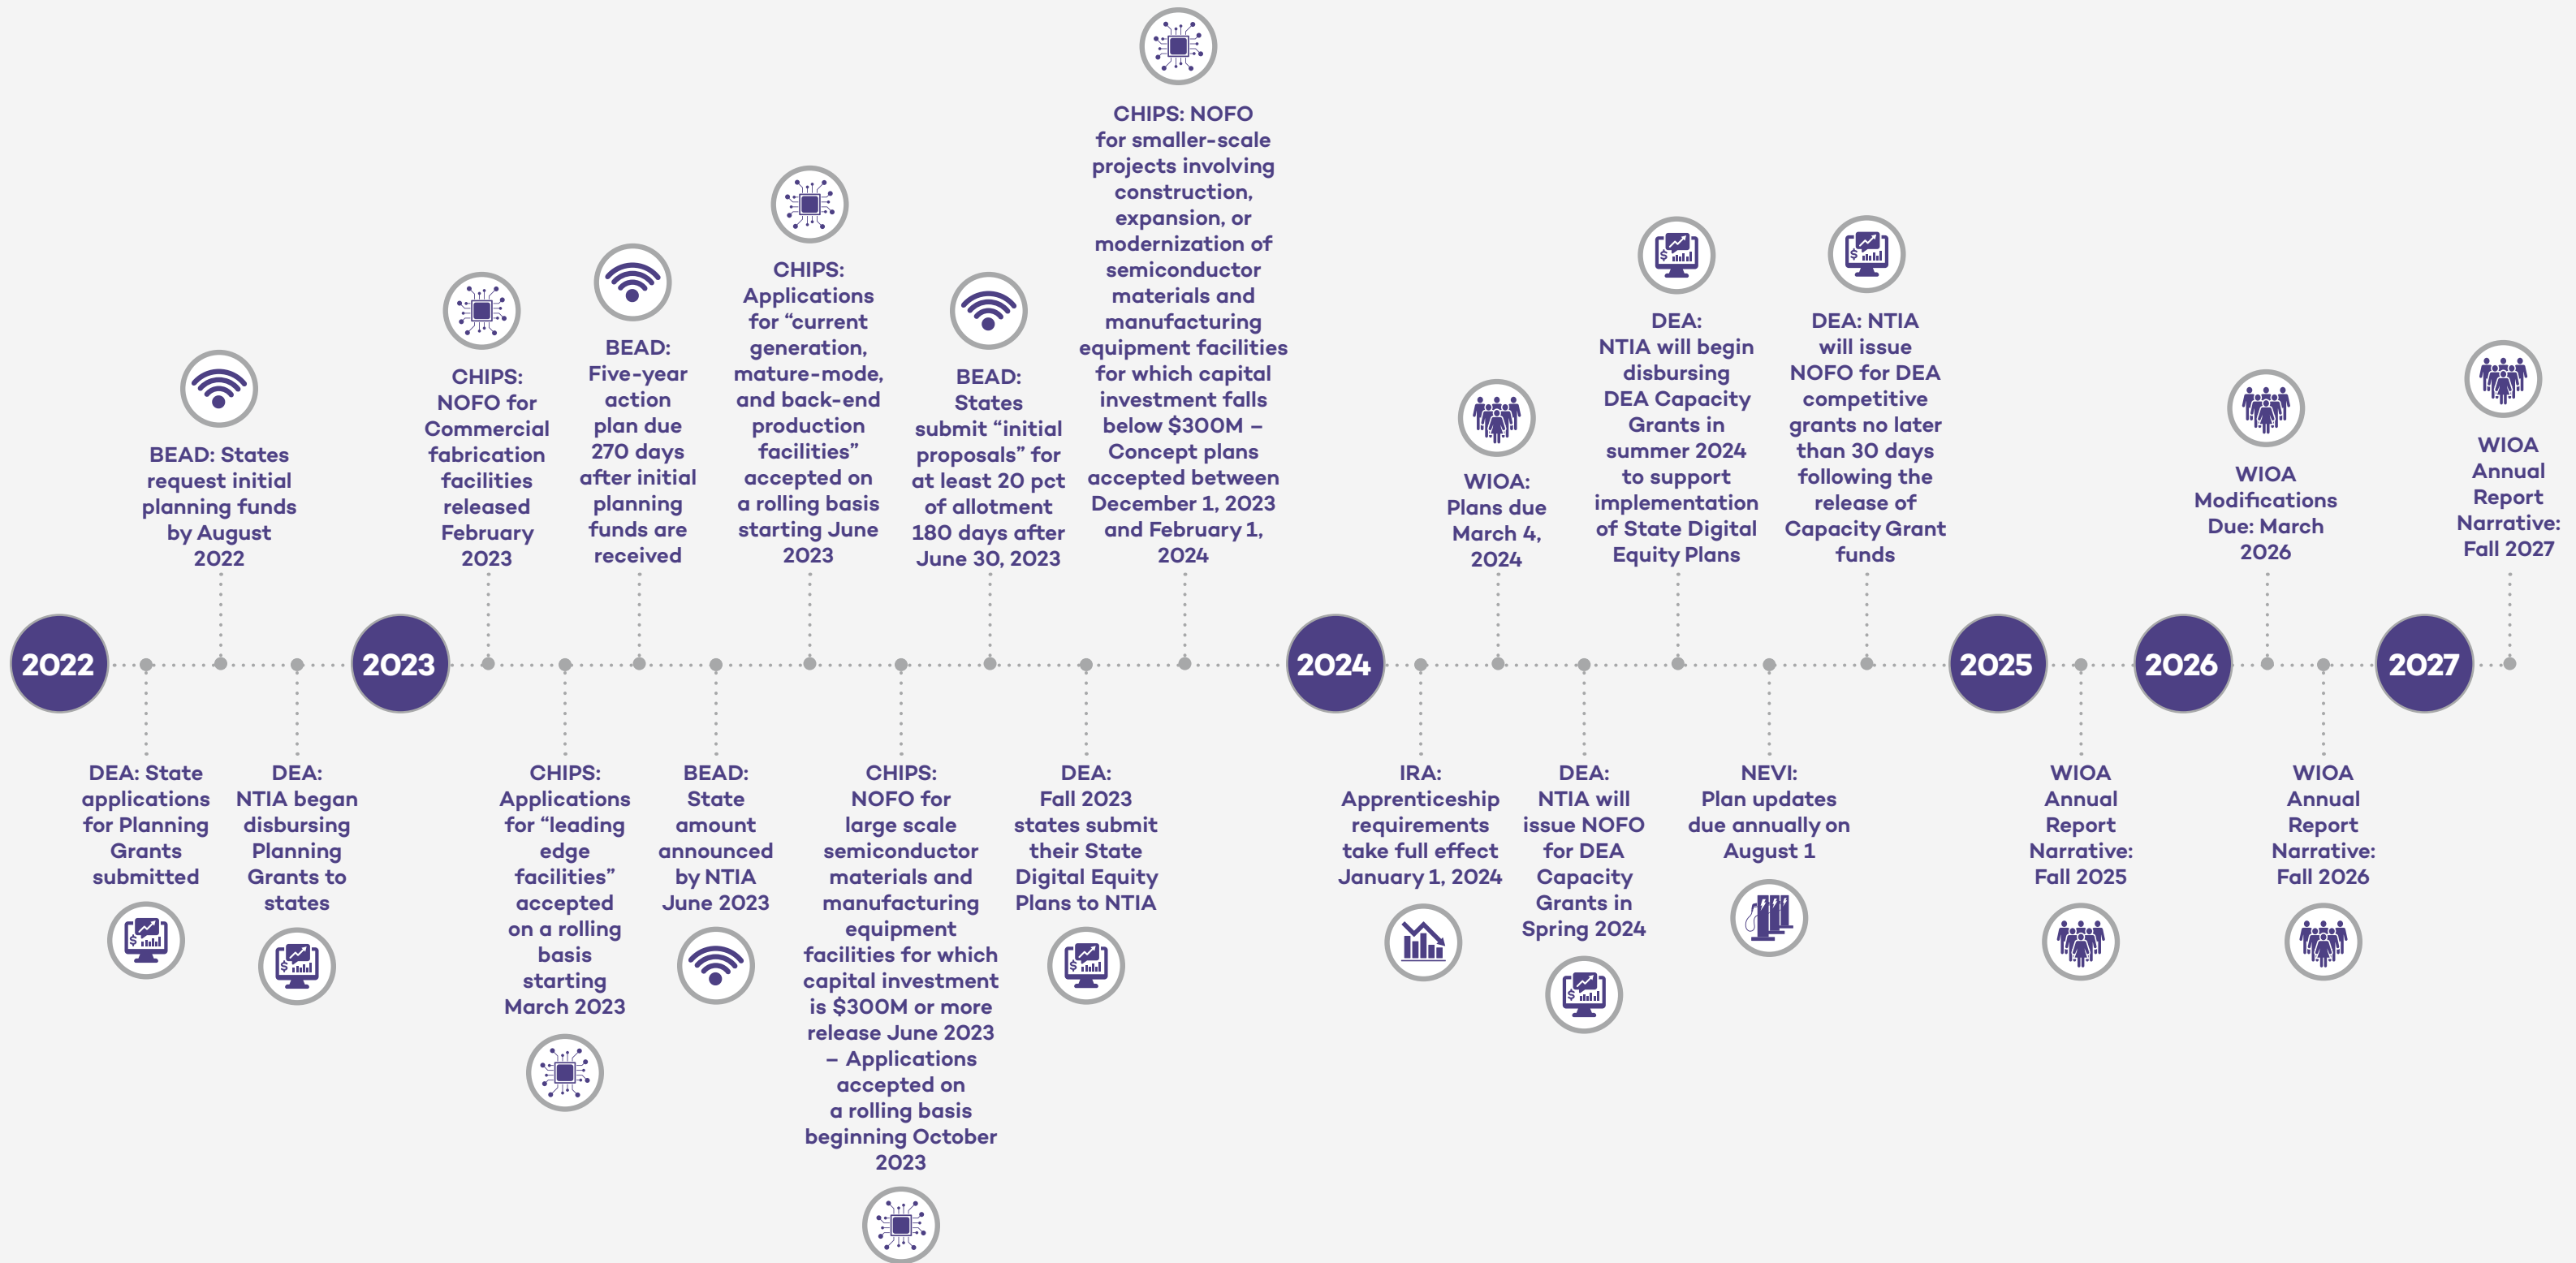 2022
DEA: State
applications
for Planning
Grants
submitted
BEAD: States
request initial
planning funds
by August
2022
DEA:
NTIA began
disbursing
Planning
Grants to
states
2023
CHIPS:
NOFO for
Commercial
fabrication
facilities
released
February
2023
CHIPS:
Applications
for “leading
edge
facilities”
accepted
on a rolling
basis
starting
March 2023
BEAD:
Five-year
action
plan due
270 days
after initial
planning
funds are
received
BEAD:
State
amount
announced
by NTIA
June 2023
CHIPS:
Applications
for “current
generation,
mature-mode,
and back-end
production
facilities”
accepted on
a rolling basis
starting June
2023
CHIPS:
NOFO for
large scale
semiconductor
materials and
manufacturing
equipment
facilities for which
capital investment
is $300M or more
release June 2023
– Applications
accepted on
a rolling basis
beginning October
2023
BEAD:
States
submit “initial
proposals” for
at least 20 pct
of allotment
180 days after
June 30, 2023
DEA:
Fall 2023
states submit
their State
Digital Equity
Plans to NTIA
CHIPS: NOFO
for smaller-scale
projects involving
construction,
expansion, or
modernization of
semiconductor
materials and
manufacturing
equipment facilities
for which capital
investment falls
below $300M –
Concept plans
accepted between
December 1, 2023
and February 1,
2024
2024
IRA:
Apprenticeship
requirements
take full effect
January 1, 2024
WIOA:
Plans due
March 4,
2024
DEA:
NTIA will
issue NOFO
for DEA
Capacity
Grants in
Spring 2024
DEA:
NTIA will begin
disbursing
DEA Capacity
Grants in
summer 2024
to support
implementation
of State Digital
Equity Plans
NEVI:
Plan updates
due annually on
August 1
DEA: NTIA
will issue
NOFO for DEA
competitive
grants no later
than 30 days
following the
release of
Capacity Grant
funds
2025
WIOA
Annual
Report
Narrative:
Fall 2025
2026
WIOA
Modifications
Due: March
2026
WIOA
Annual
Report
Narrative:
Fall 2026
2027
WIOA
Annual
Report
Narrative:
Fall 2027